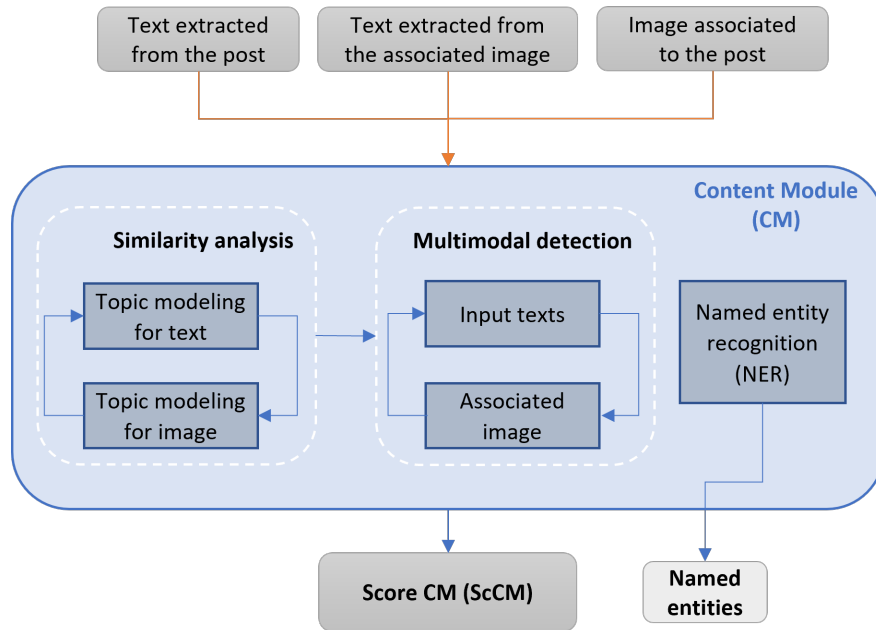 Text extracted
from the post
Text extracted from
the associated image
Image associated
to the post
Content Module
(CM)
Similarity analysis
Topic modeling
for text
Topic modeling
for image
Multimodal detection
Input texts
Associated
image
Named entity
recognition
(NER)
Score CM (ScCM)
Named
entities